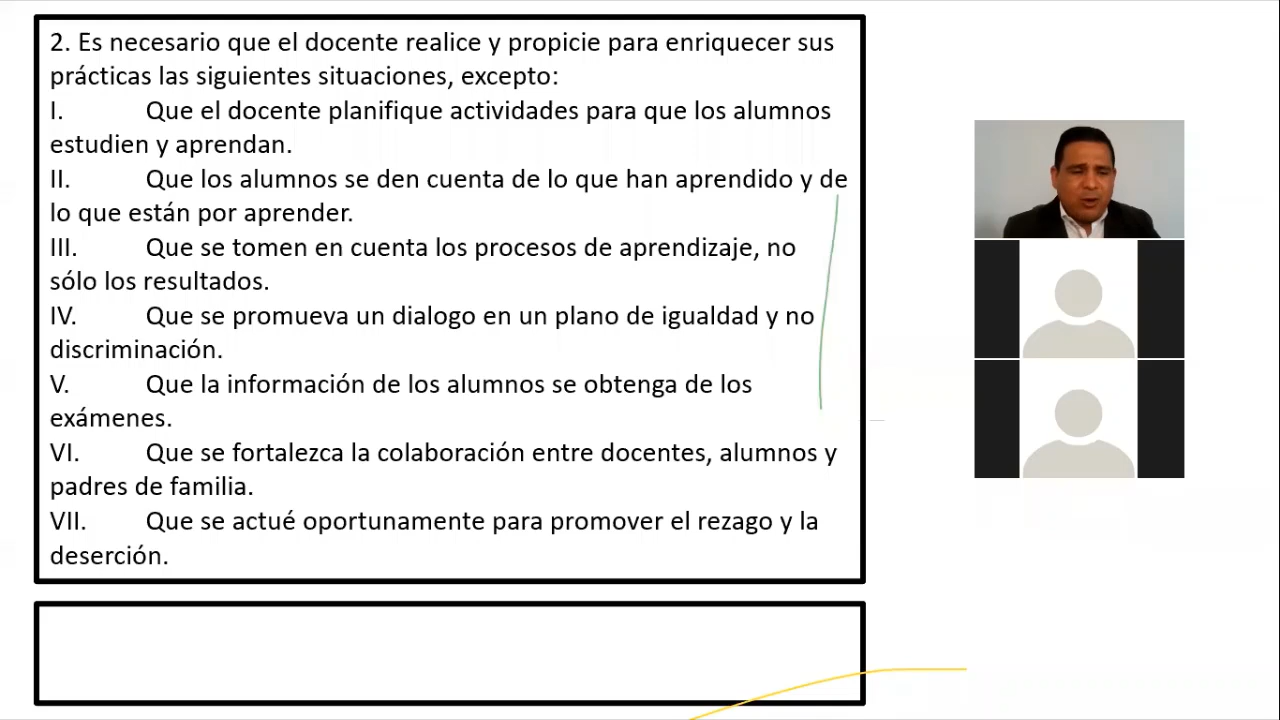 2. Es necesario que el docente realice y propicie para enriquecer sus
prácticas las siguientes situaciones, excepto:
I. Que el docente planifique actividades para que los alumnos
estudien y aprendan.
II. Que los alumnos se den cuenta de lo que han aprendido y de
lo que están por aprender.
III. Que se tomen en cuenta los procesos de aprendizaje, no
sólo los resultados.
IV. Que se promueva un dialogo en un plano de igualdad y no
discriminación.
V. Que la información de los alumnos se obtenga de los
exámenes.
VI. Que se fortalezca la colaboración entre docentes, alumnos y
padres de familia.
VII. Que se actué oportunamente para promover el rezago y la
deserción.